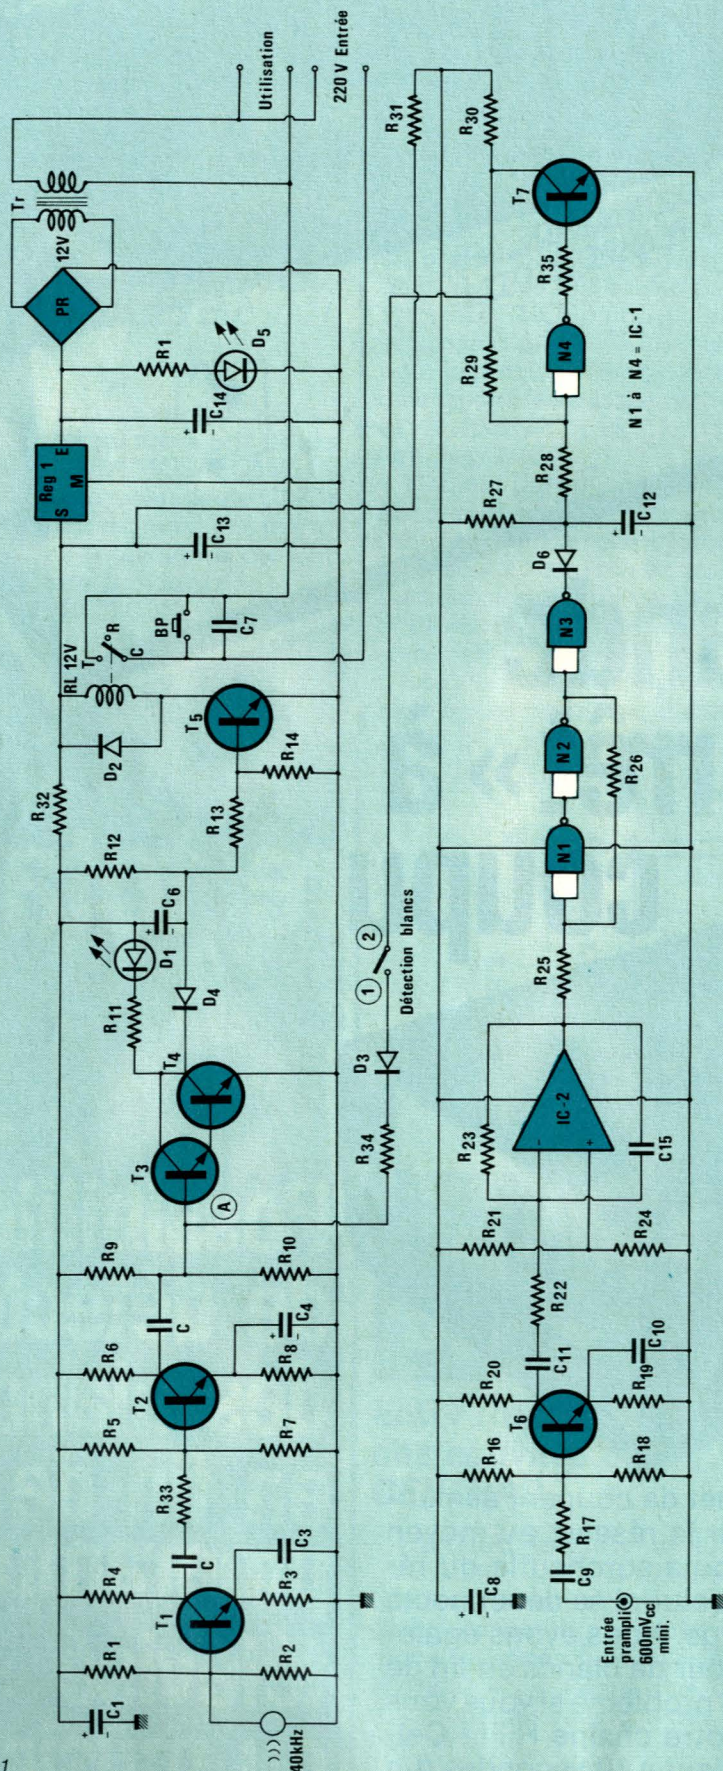 Utilisation
220 V Entrée
Tr
12V
PR
R1
D5
C14
+
-
Reg 1
S
M
E
C13
+
-
T
R
C
BP
C7
RL 12V
D2
T5
R14
R13
R32
R12
C6
+
-
D1
R11
D4
T4
T3
A
R9
R10
C
R6
C4
+
-
R8
T2
R5
R7
R33
C
R4
C3
R3
T1
R1
R2
C1
+
-
40kHz
1
2
Détection blancs
D3
R34
R31
R30
T7
R35
N4
R29
N1 à N4 = IC-1
R28
R27
C12
+
-
D6
N3
N2
R26
N1
R25
IC-2
-
+
R23
C15
R21
R24
R22
C11
C10
R20
R19
T6
R16
R18
R17
C9
C8
+
-
Entrée
prampli
600mVcc
mini.
1